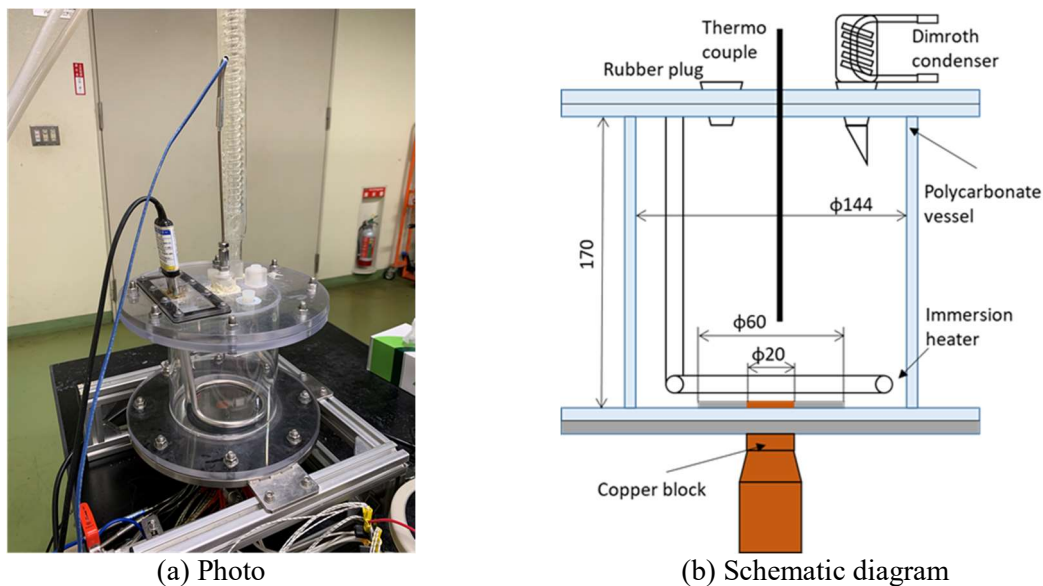 Thermo
couple
Dimroth
condenser
Rubber plug
Polycarbonate
vessel
ϕ144
170
Immersion
heater
ϕ60
ϕ20
Copper block
(a) Photo
(b) Schematic diagram